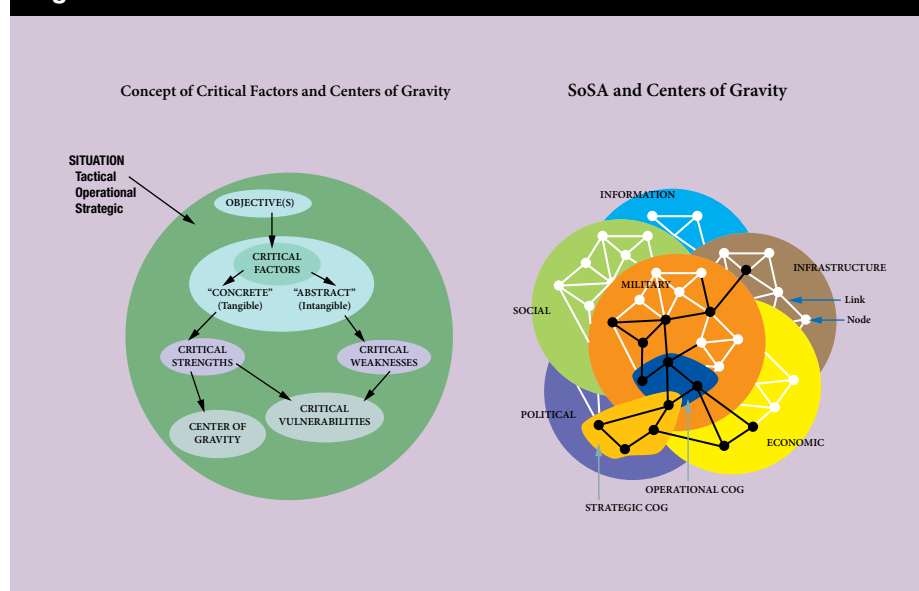 Concept of Critical Factors and Centers of Gravity
SITUATION
Tactical
Operational
Strategic
OBJECTIVE(S)
CRITICAL
FACTORS
“CONCRETE”
(Tangible)
“ABSTRACT”
(Intangible)
CRITICAL
STRENGTHS
CRITICAL
WEAKNESSES
CENTER OF
GRAVITY
CRITICAL
VULNERABILITIES
SoSA and Centers of Gravity
INFORMATION
INFRASTRUCTURE
MILITARY
SOCIAL
Link
Node
POLITICAL
ECONOMIC
OPERATIONAL COG
STRATEGIC COG